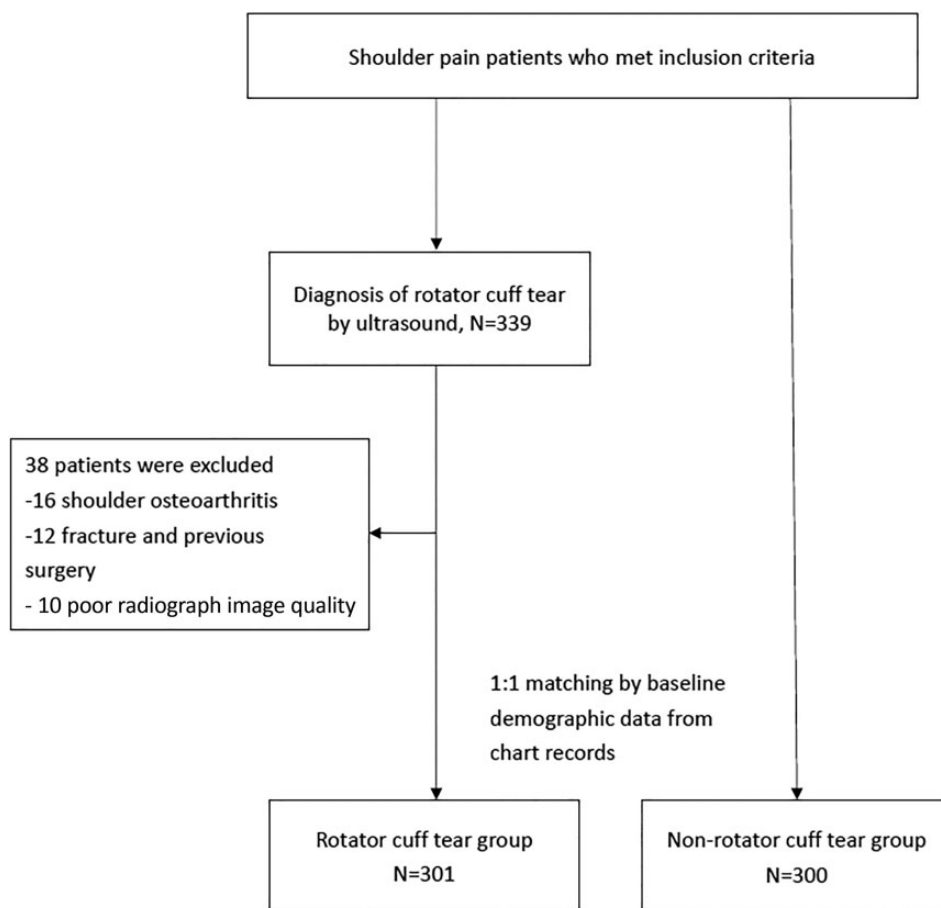 Shoulder pain patients who met inclusion criteria
Diagnosis of rotator cuff tear
by ultrasound, N=339
38 patients were excluded
-16 shoulder osteoarthritis
-12 fracture and previous
surgery
- 10 poor radiograph image quality
1:1 matching by baseline
demographic data from
chart records
Rotator cuff tear group
N=301
Non-rotator cuff tear group
N=300